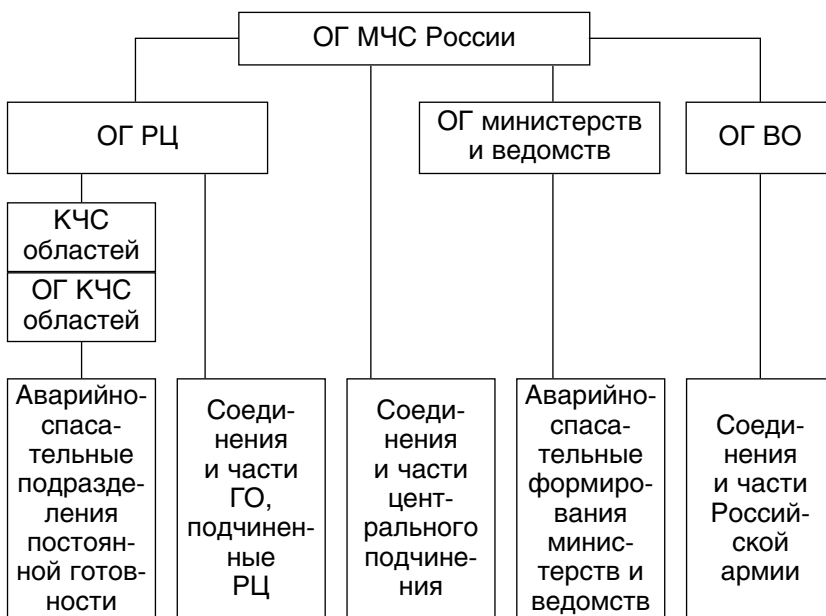 ОГ МЧС России
ОГ РЦ
ОГ министерств
и ведомств
ОГ ВО
КЧС
областей
ОГ КЧС
областей
Аварийно-
спаса-
тельные
подразде-
ления
постоян-
ной готов-
ности
Соеди-
нения
и части
ГО,
подчинен-
ные
РЦ
Соеди-
нения
и части
цент-
рального
подчине-
ния
Аварийно-
спаса-
тельные
формиро-
вания
минис-
терств и
ведомств
Соеди-
нения
и части
Россий-
ской
армии